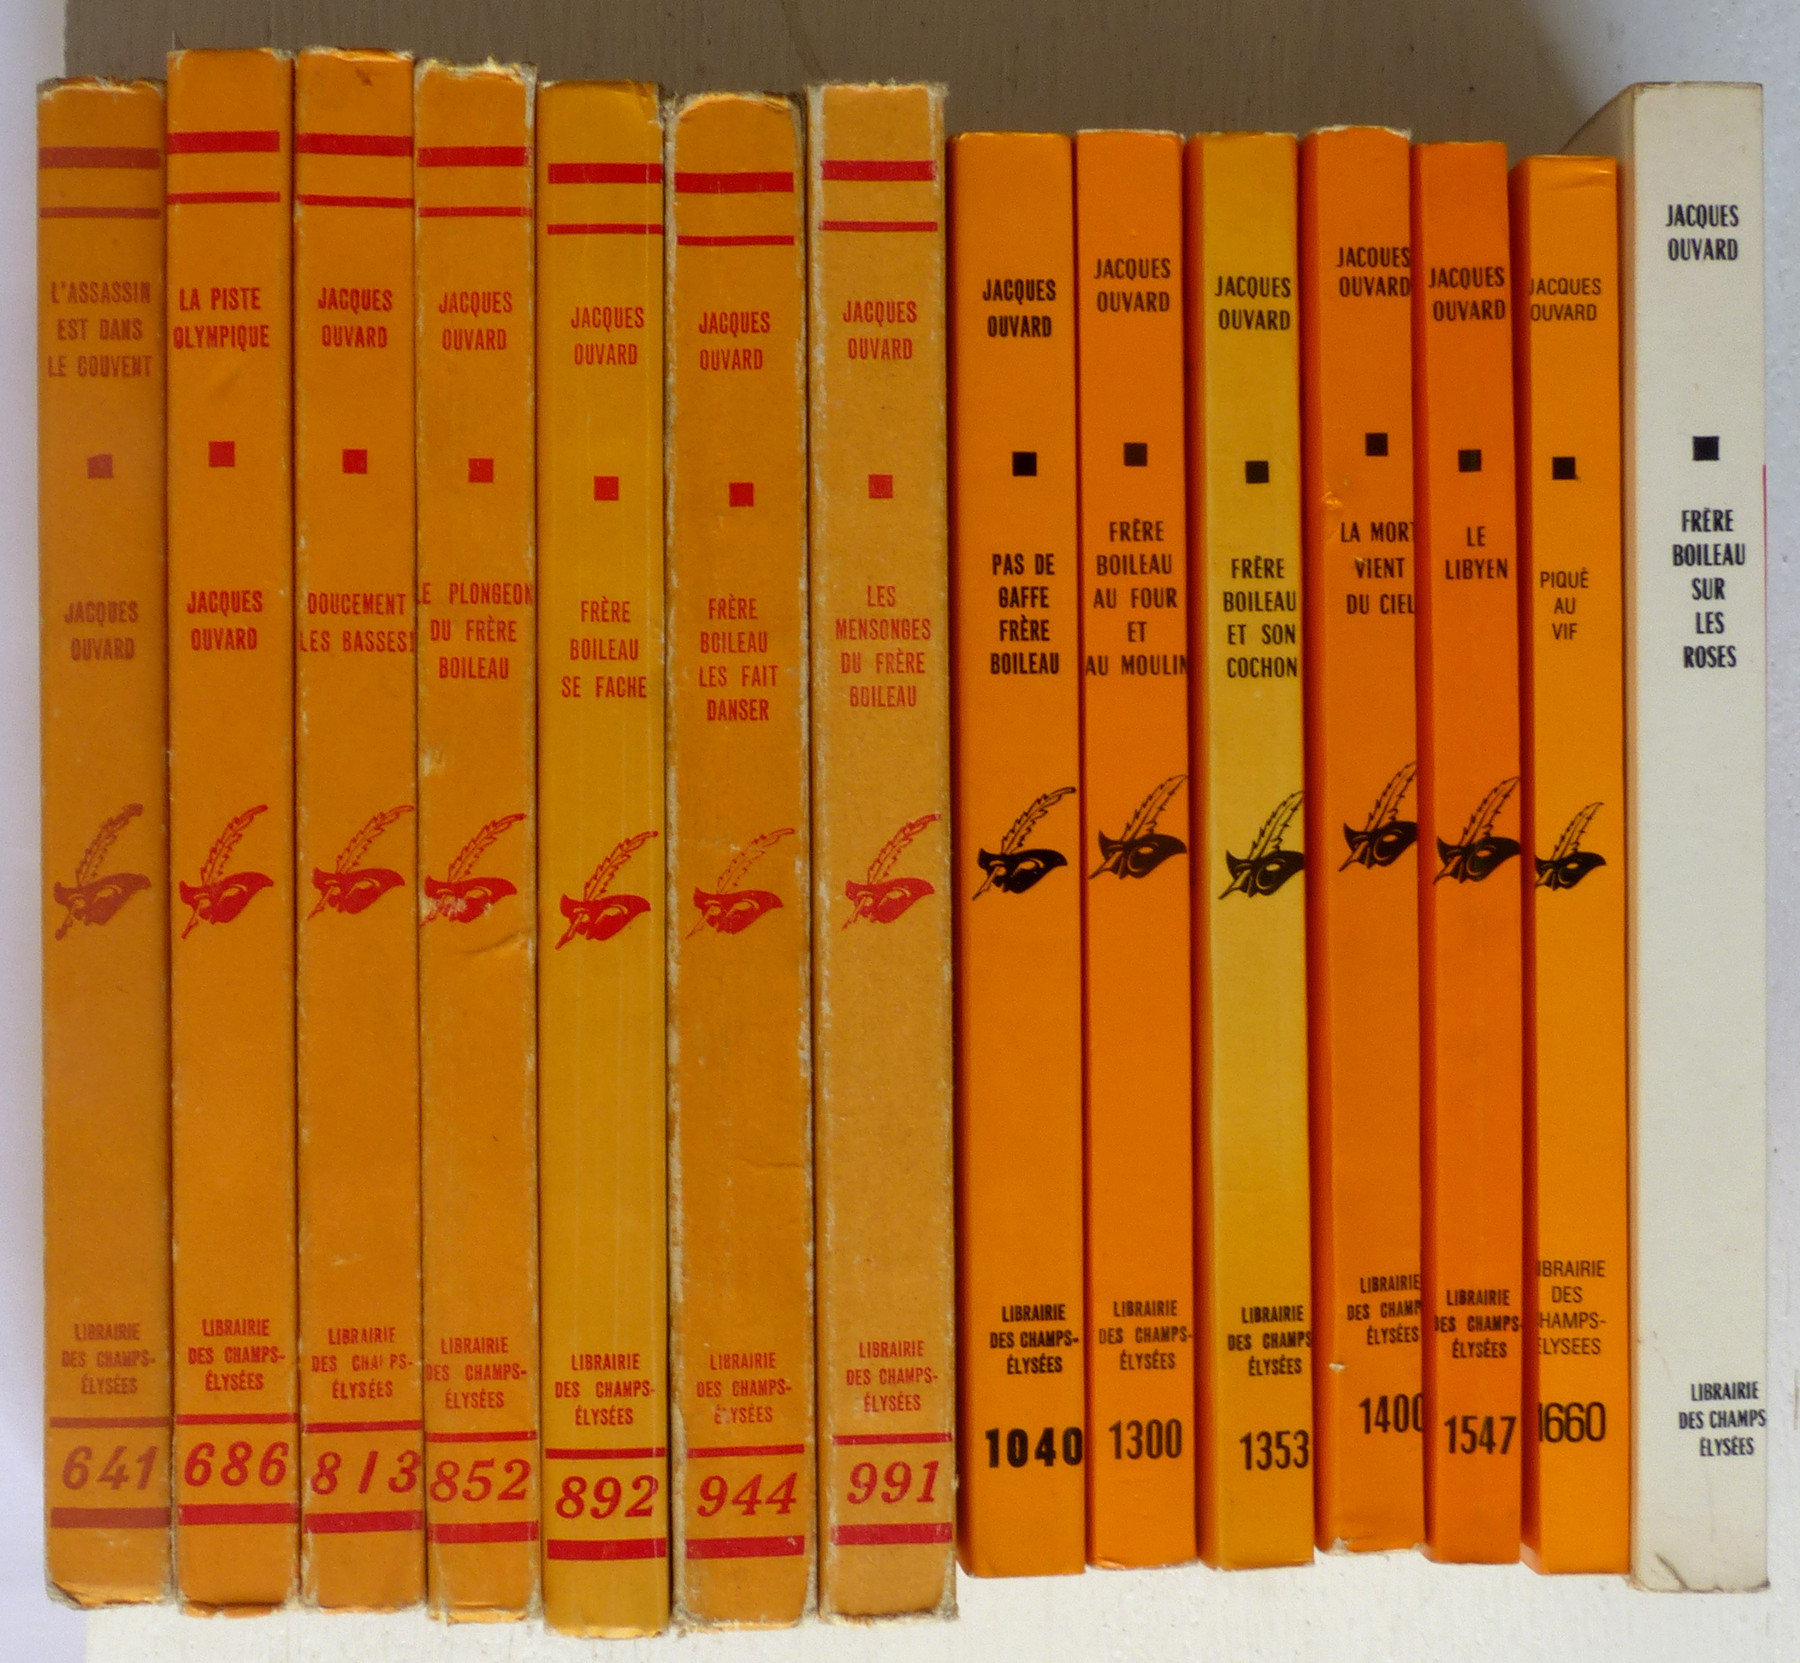 L'ASSASSIN
EST DANS
LE COUVENT
JACQUES
OUVARD
LIBRAIRIE
DES CHAMPS-
ÉLYSÉES
641
LA PISTE
OLYMPIQUE
JACQUES
OUVARD
LIBRAIRIE
DES CHAMPS-
ÉLYSÉES
686
JACQUES
OUVARD
DOUCEMENT
LES BASSES!
LIBRAIRIE
DES CHAMPS-
ÉLYSÉES
813
JACQUES
OUVARD
LE PLONGEON
DU FRÈRE
BOILEAU
LIBRAIRIE
DES CHAMPS-
ÉLYSÉES
852
JACQUES
OUVARD
FRÈRE
BOILEAU
SE FACHE
LIBRAIRIE
DES CHAMPS-
ÉLYSÉES
892
JACQUES
OUVARD
FRÈRE
BOILEAU
LES FAIT
DANSER
LIBRAIRIE
DES CHAMPS-
ÉLYSÉES
944
JACQUES
OUVARD
LES
MENSONGES
DU FRÈRE
BOILEAU
LIBRAIRIE
DES CHAMPS-
ÉLYSÉES
991
JACQUES
OUVARD
PAS DE
GAFFE
FRÈRE
BOILEAU
LIBRAIRIE
DES CHAMPS-
ÉLYSÉES
1040
JACQUES
OUVARD
FRÈRE
BOILEAU
AU FOUR
ET
AU MOULIN
LIBRAIRIE
DES CHAMPS-
ÉLYSÉES
1300
JACQUES
OUVARD
FRÈRE
BOILEAU
ET SON
COCHON
LIBRAIRIE
DES CHAMPS
ÉLYSÉES
1353
JACQUES
OUVARD
LA MORT
VIENT
DU CIEL
LIBRAIRIE
DES CHAMP
ÉLYSÉES
1400
JACQUES
OUVARD
LE
LIBYEN
LIBRAIRIE
DES CHAMPS-
ÉLYSÉES
1547
JACQUES
OUVARD
PIQUÉ
AU
VIF
IBRAIRIE
DES
HAMPS-
ELYSEES
1660
JACQUES
OUVARD
FRÈRE
BOILEAU
SUR
LES
ROSES
LIBRAIRIE
DES CHAMPS
ÉLYSÉES